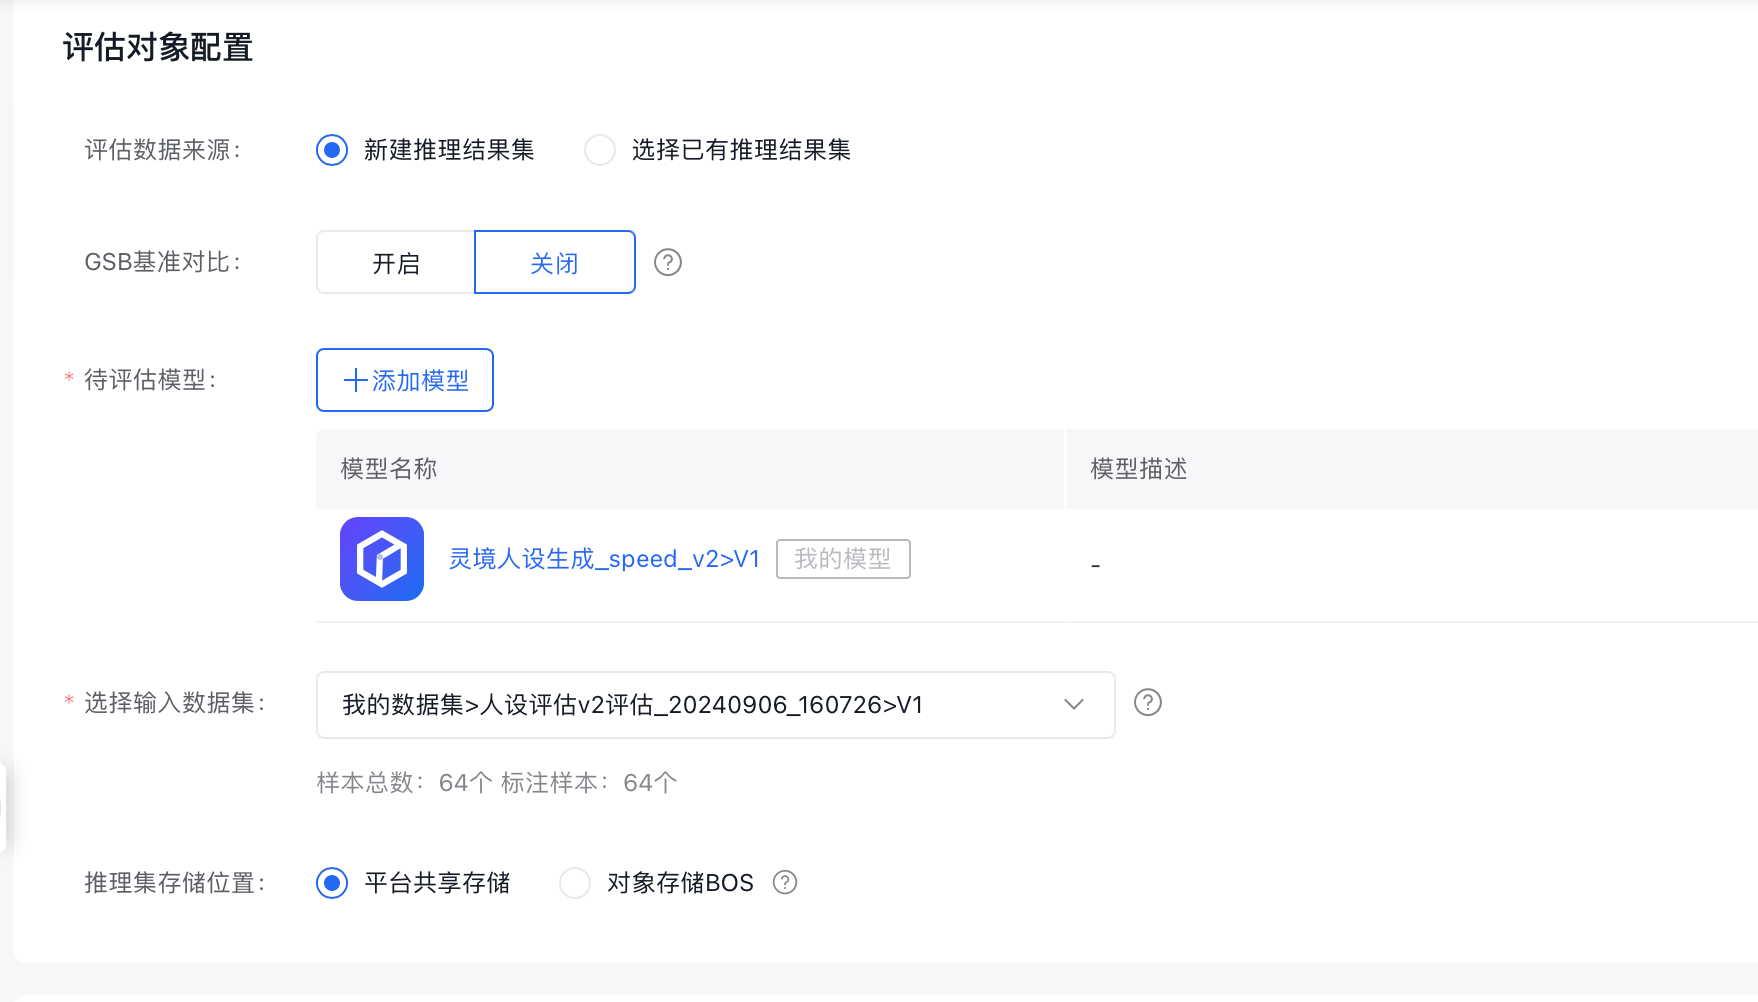 评估对象配置
评估数据来源： 新建推理结果集 选择已有推理结果集
GSB基准对比： 开启 关闭 ?
* 待评估模型： 添加模型
模型名称 模型描述
灵境人设生成_speed_v2>V1 我的模型 -
* 选择输入数据集： 我的数据集>人设评估v2评估_20240906_160726>V1 ?
样本总数：64个 标注样本：64个
推理集存储位置： 平台共享存储 对象存储BOS ?